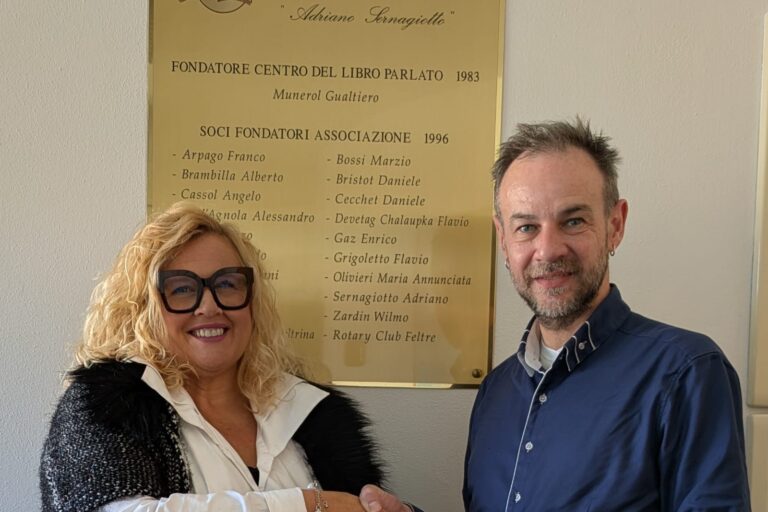 "Adriano Sernagiotto"
FONDATORE CENTRO DEL LIBRO PARLATO 1983
Munerol Gualtiero
SOCI FONDATORI ASSOCIAZIONE 1996
- Arpago Franco
- Brambilla Alberto
- Cassol Angelo
Alessandro
- Bossi Marzio
- Bristot Daniele
- Cecchet Daniele
- Devetag Chalaupka Flavio
- Gaz Enrico
- Grigoletto Flavio
- Olivieri Maria Annunciata
- Sernagiotto Adriano
- Zardin Wilmo
- Rotary Club Feltre